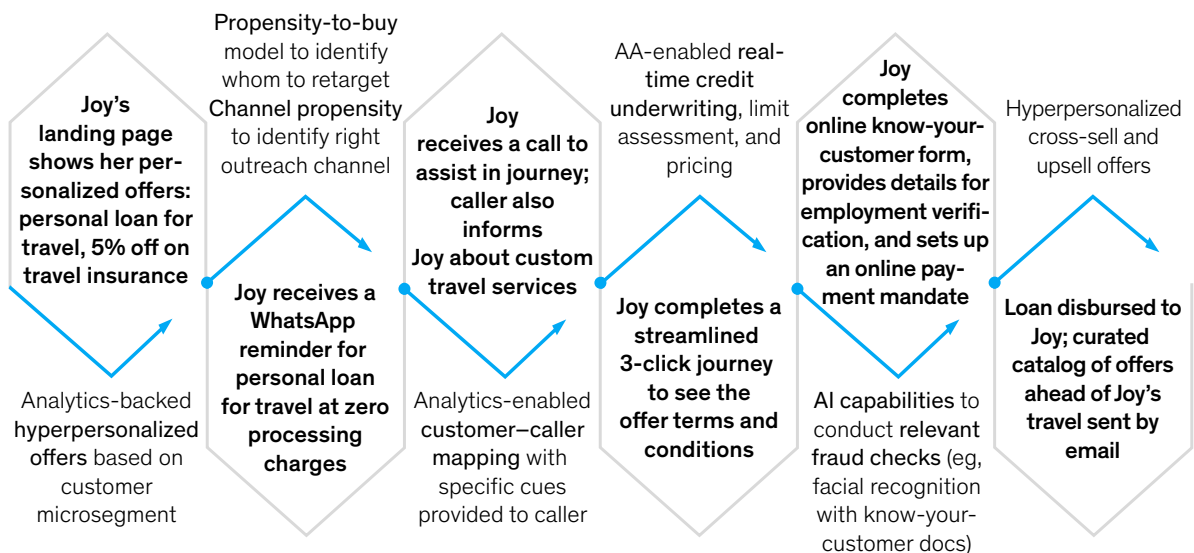 Joy's
landing page
shows her per-
sonalized offers:
personal loan for
travel, 5% off on
travel insurance
Analytics-backed
hyperpersonalized
offers based on
customer
microsegment
Propensity-to-buy
model to identify
whom to retarget
Channel propensity
to identify right
outreach channel
Joy receives a
WhatsApp
reminder for
personal loan
for travel at zero
processing
charges
Joy
receives a call to
assist in journey;
caller also
informs
Joy about custom
travel services
Analytics-enabled
customer–caller
mapping with
specific cues
provided to caller
AA-enabled real-
time credit
underwriting, limit
assessment, and
pricing
Joy completes a
streamlined
3-click journey
to see the
offer terms and
conditions
Joy
completes
online know-your-
customer form,
provides details for
employment verifi-
cation, and sets up
an online pay-
ment mandate
AI capabilities to
conduct relevant
fraud checks (eg,
facial recognition
with know-your-
customer docs)
Hyperpersonalized
cross-sell and
upsell offers
Loan disbursed to
Joy; curated
catalog of offers
ahead of Joy's
travel sent by
email